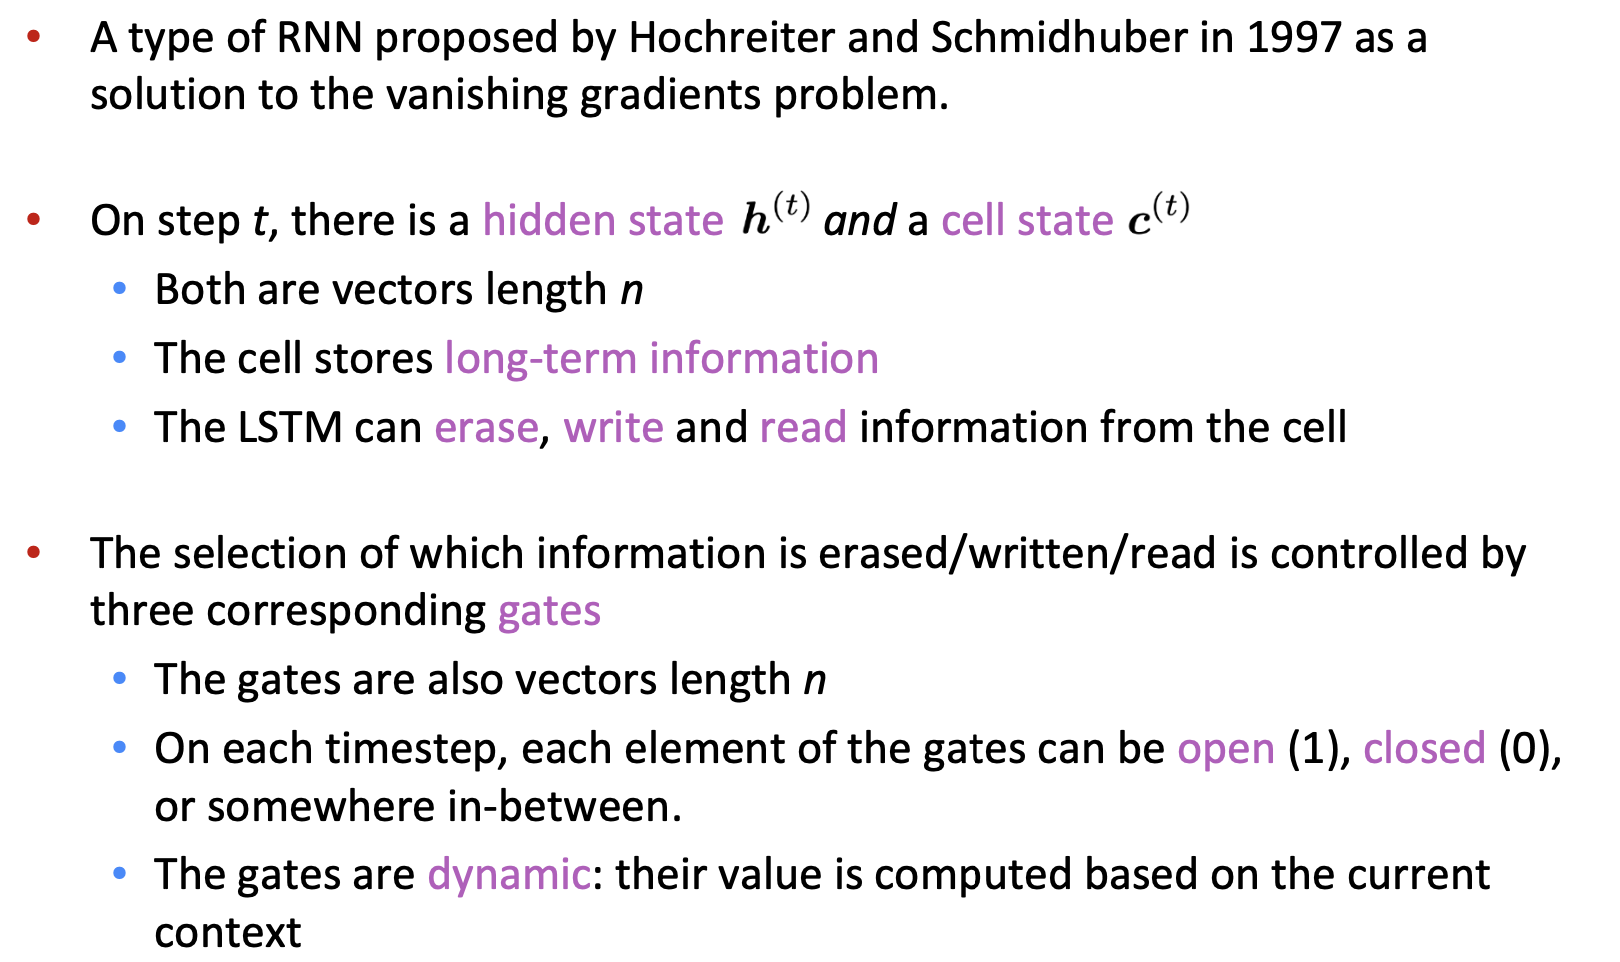 • A type of RNN proposed by Hochreiter and Schmidhuber in 1997 as a
solution to the vanishing gradients problem.
• On step t, there is a hidden state h^(t) and a cell state c^(t)
• Both are vectors length n
• The cell stores long-term information
• The LSTM can erase, write and read information from the cell
• The selection of which information is erased/written/read is controlled by
three corresponding gates
• The gates are also vectors length n
• On each timestep, each element of the gates can be open (1), closed (0),
or somewhere in-between.
• The gates are dynamic: their value is computed based on the current
context